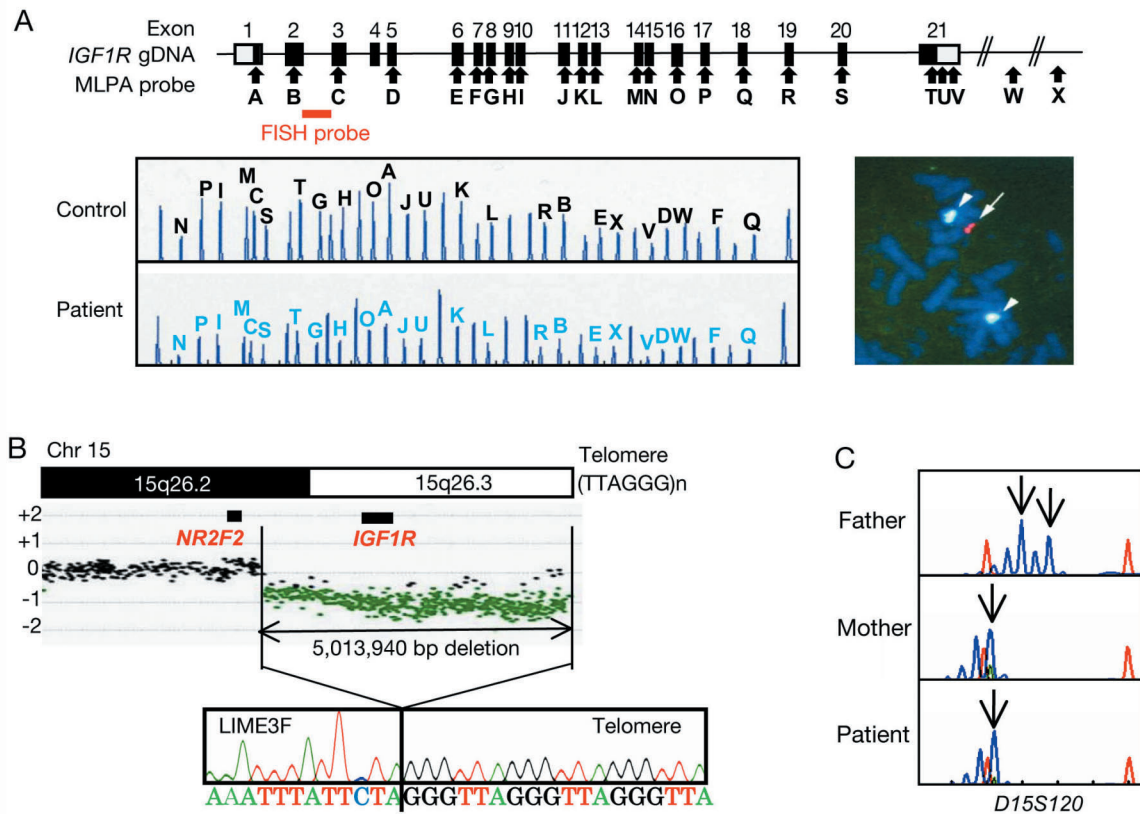 A
Exon 1 2 3 4 5 6 7 8 9 10 11 12 13 14 15 16 17 18 19 20 21
IGF1R gDNA
MLPA probe
A B C D E F G H I J K L M N O P Q R S T U V W X
FISH probe
Control
N P I M C S T G H O A J U K L R B E X V D W F Q
Patient
N P I M C S T G H O A J U K L R B E X V D W F Q
B
Chr 15
Telomere
15q26.2 15q26.3 (TTAGGG)n
+2
NR2F2 IGF1R
+1
0
-1
-2
5,013,940 bp deletion
LIME3F Telomere
AAATTTATTCTAGGGTTAGGGTTAGGGTTA
C
Father
Mother
Patient
D15S120